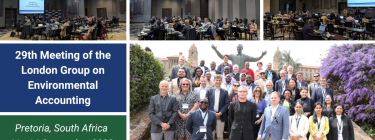 29th Meeting of the
London Group on
Environmental
Accounting
Pretoria, South Africa